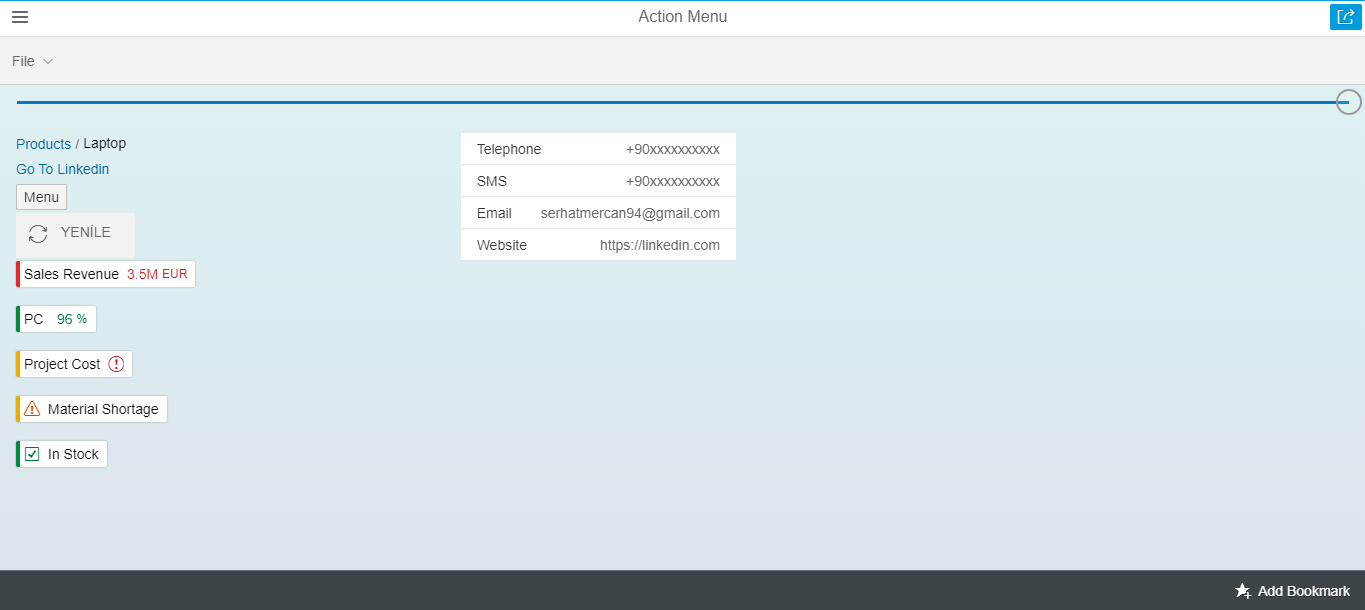 Action Menu
File
Products / Laptop
Go To Linkedin
Menu
YENİLE
Sales Revenue 3.5M EUR
PC 96 %
Project Cost
Material Shortage
In Stock
Telephone +90xxxxxxxxxx
SMS +90xxxxxxxxxx
Email serhatmercan94@gmail.com
Website https://linkedin.com
Add Bookmark